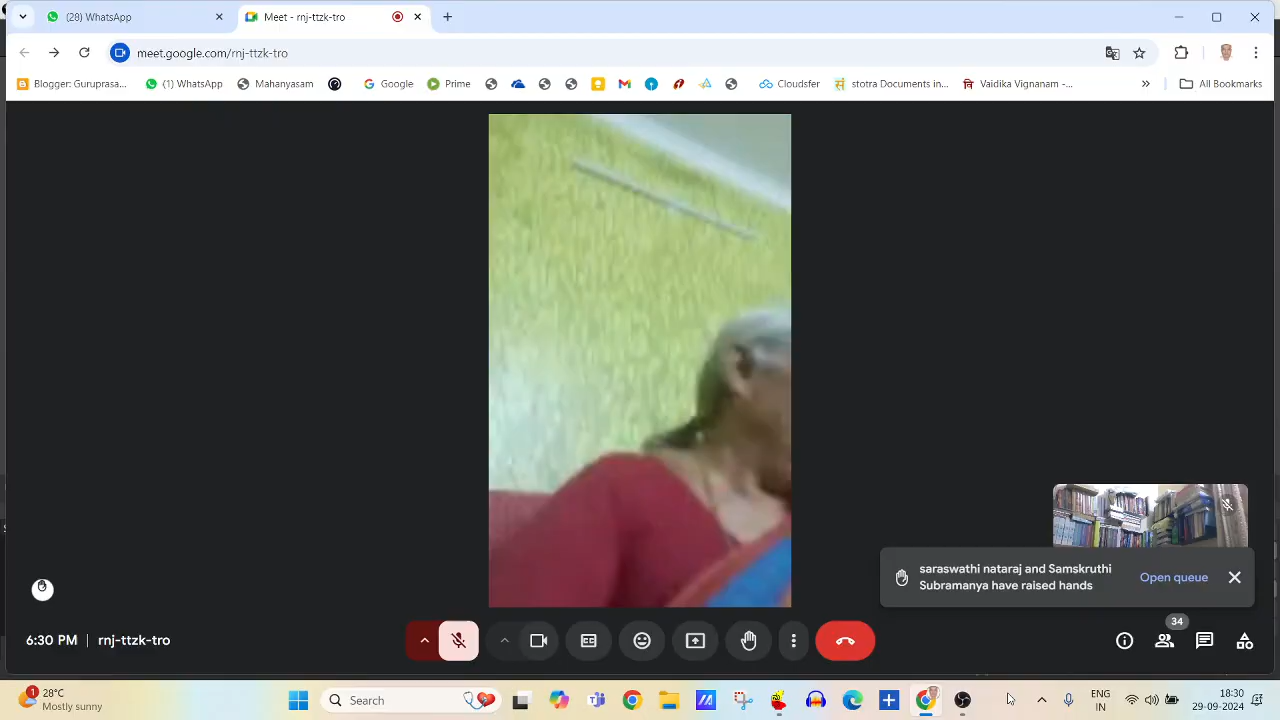 (28) WhatsApp
Meet - rnj-ttzk-tro
meet.google.com/rnj-ttzk-tro
Blogger: Guruprasa...
(1) WhatsApp
Mahanyasam
Google
Prime
Cloudsfer
stotra Documents in...
Vaidika Vignanam -...
»
All Bookmarks
saraswathi nataraj and Samskruthi
Subramanya have raised hands
Open queue
34
6:30 PM | rnj-ttzk-tro
1
28°C
Mostly sunny
Search
ENG
IN
18:30
29-09-2024